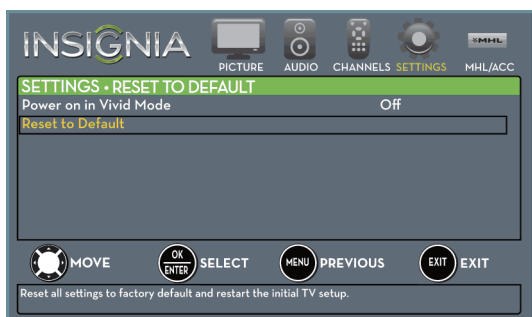 INSIGNIA
PICTURE AUDIO CHANNELS SETTINGS MHL/ACC
MHL
SETTINGS • RESET TO DEFAULT
Power on in Vivid Mode Off
Reset to Default
MOVE OK/ENTER SELECT MENU PREVIOUS EXIT EXIT
Reset all settings to factory default and restart the initial TV setup.